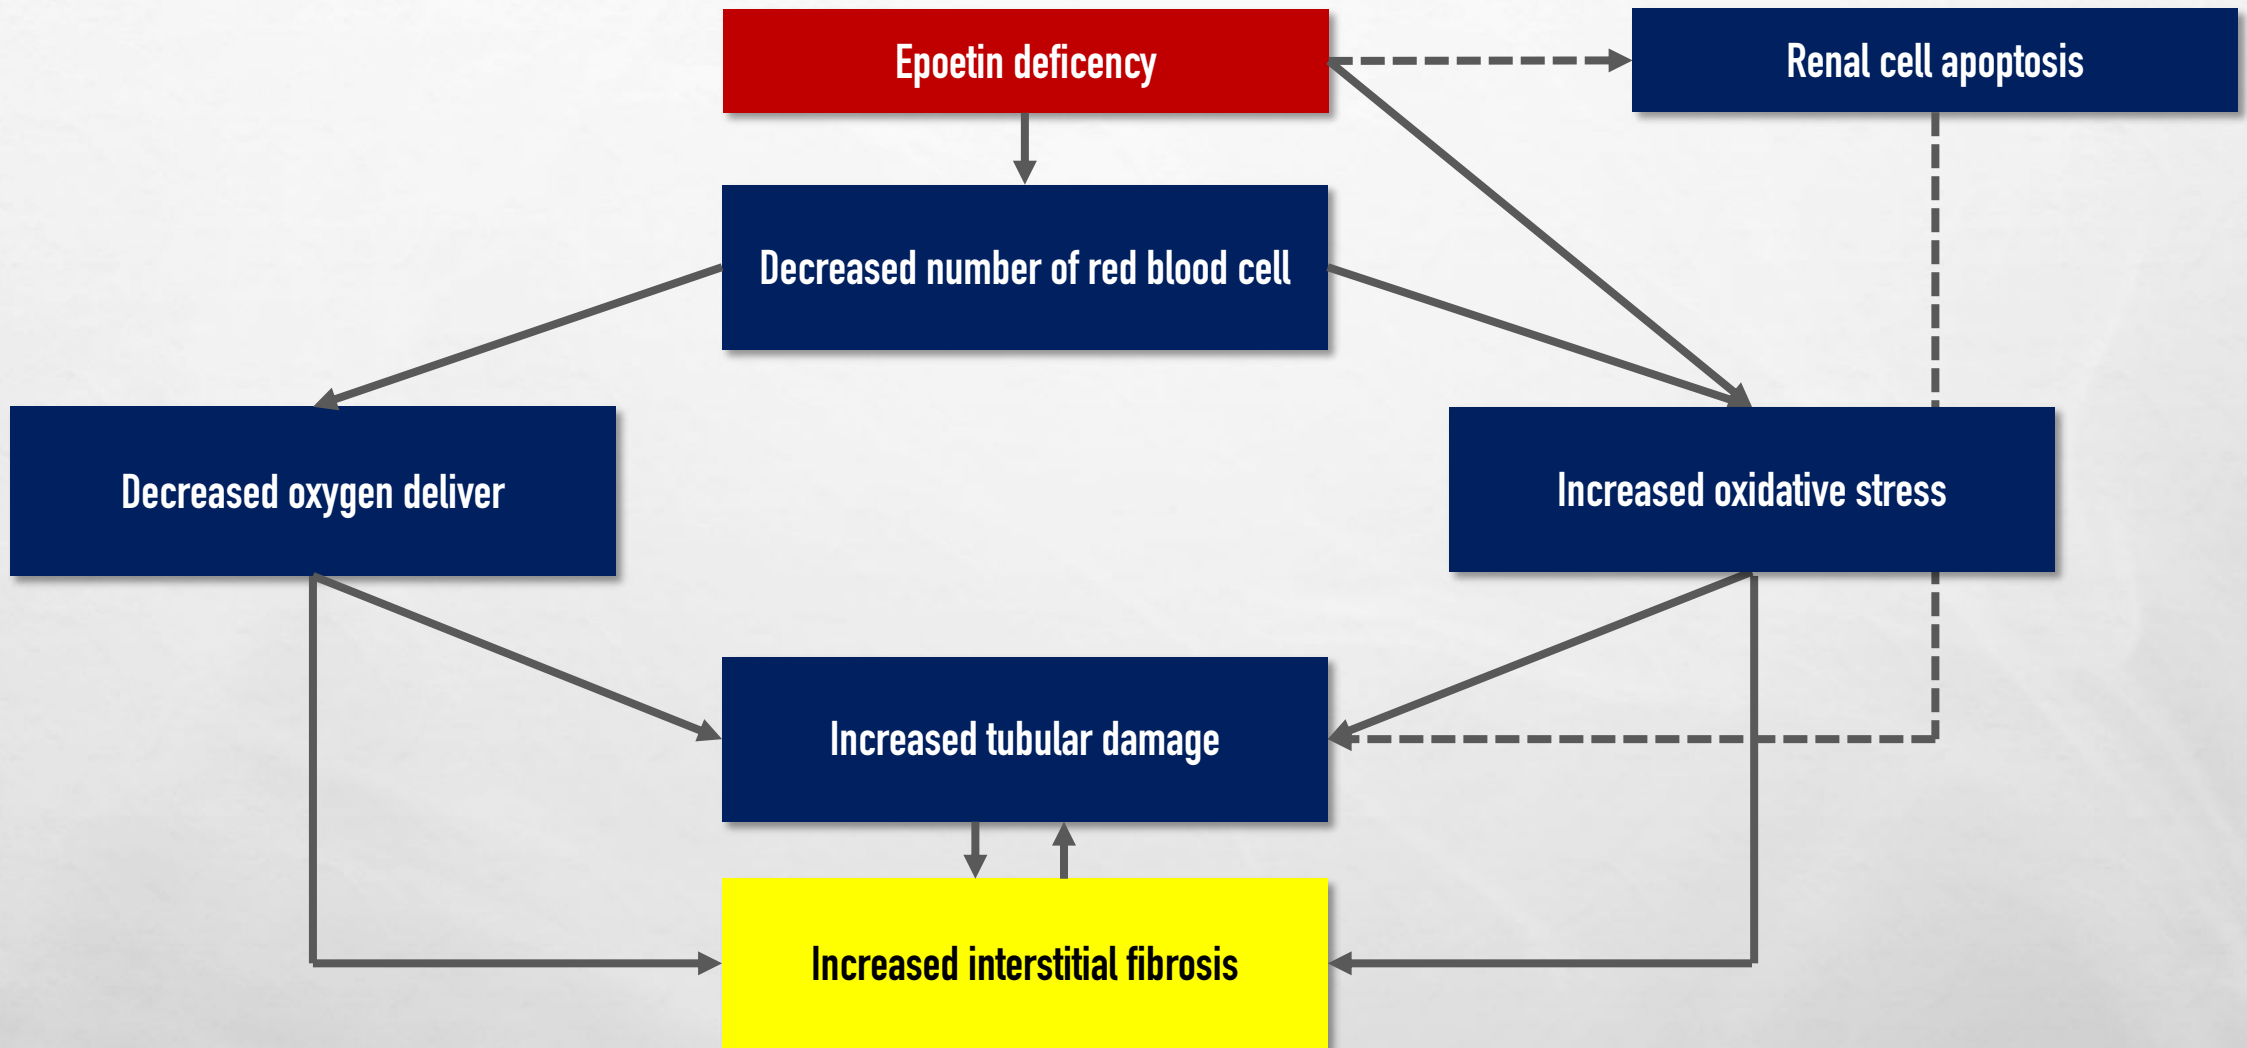 Epoetin deficency
Renal cell apoptosis
Decreased number of red blood cell
Decreased oxygen deliver
Increased oxidative stress
Increased tubular damage
Increased interstitial fibrosis